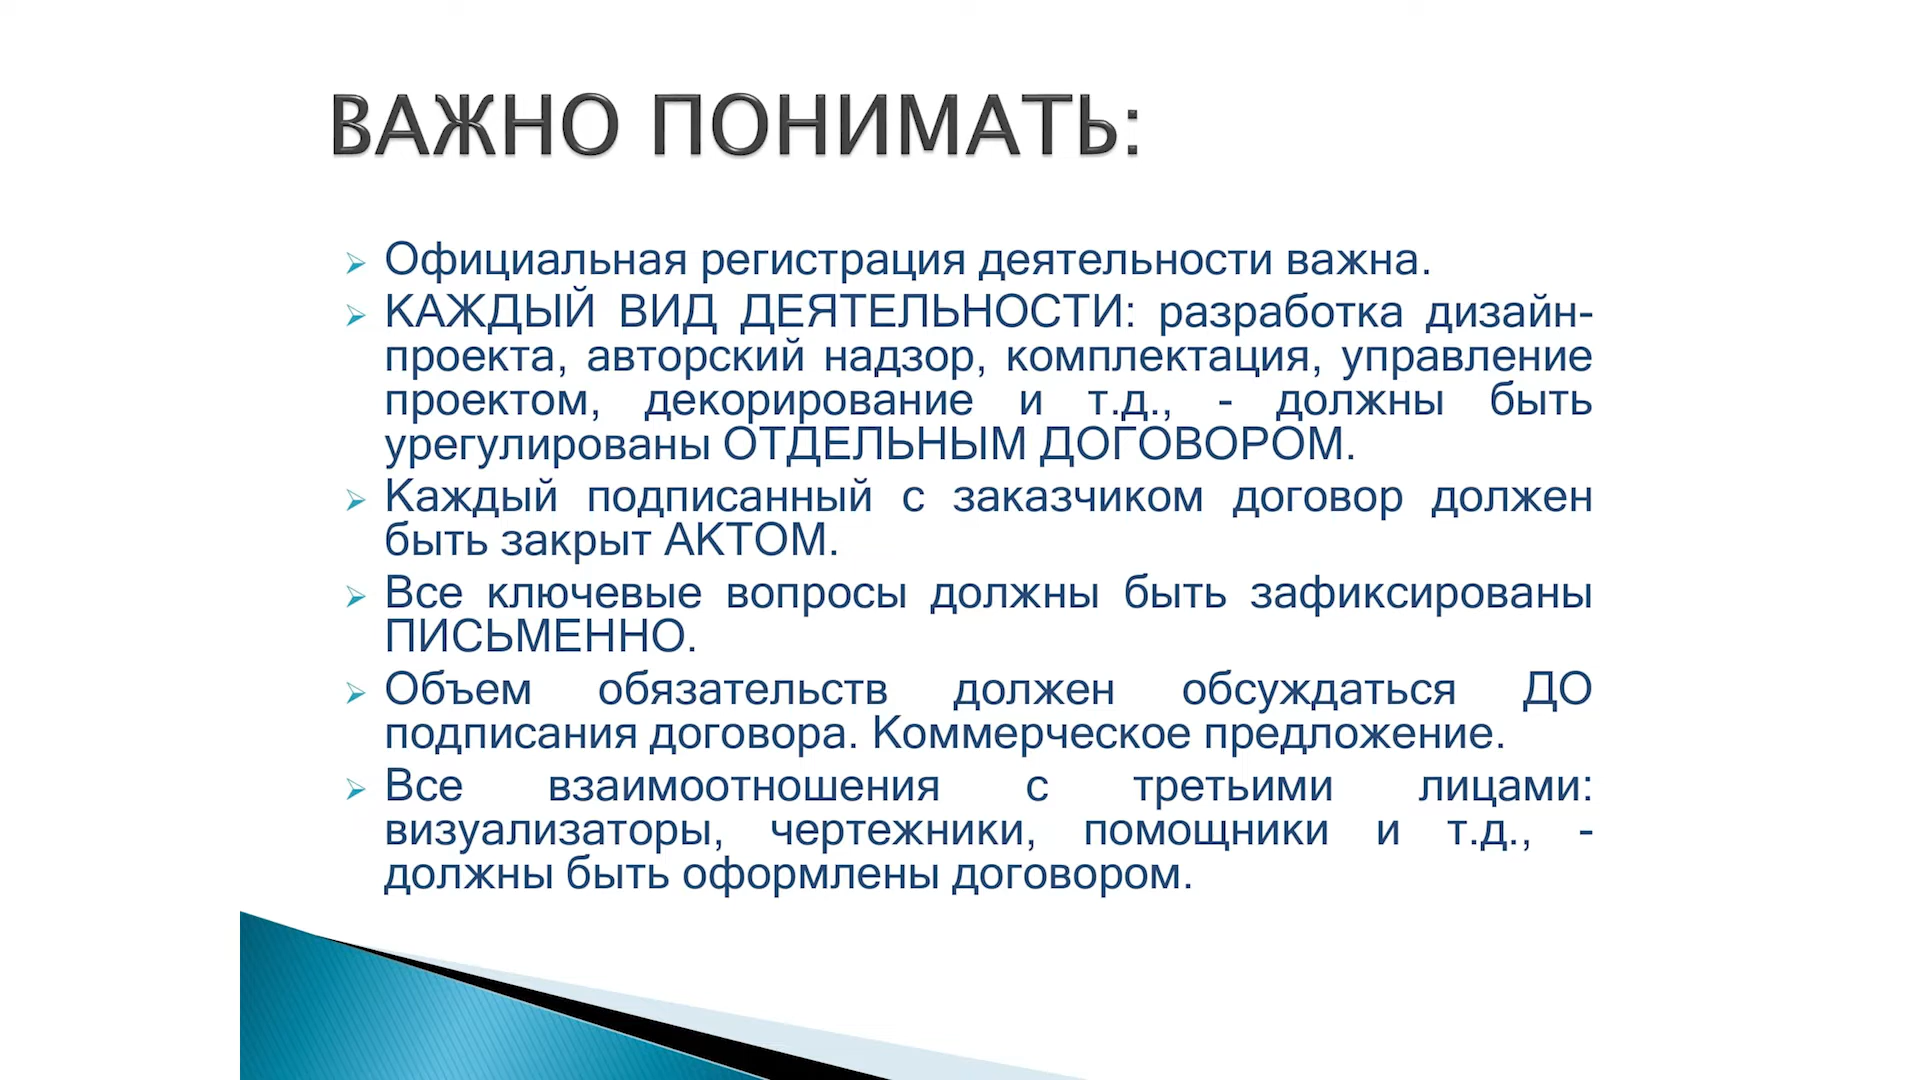 ВАЖНО ПОНИМАТЬ:
Официальная регистрация деятельности важна.
КАЖДЫЙ ВИД ДЕЯТЕЛЬНОСТИ: разработка дизайн-
проекта, авторский надзор, комплектация, управление
проектом, декорирование и т.д., - должны быть
урегулированы ОТДЕЛЬНЫМ ДОГОВОРОМ.
Каждый подписанный с заказчиком договор должен
быть закрыт АКТОМ.
Все ключевые вопросы должны быть зафиксированы
ПИСЬМЕННО.
Объем обязательств должен обсуждаться ДО
подписания договора. Коммерческое предложение.
Все взаимоотношения с третьими лицами:
визуализаторы, чертежники, помощники и т.д., -
должны быть оформлены договором.